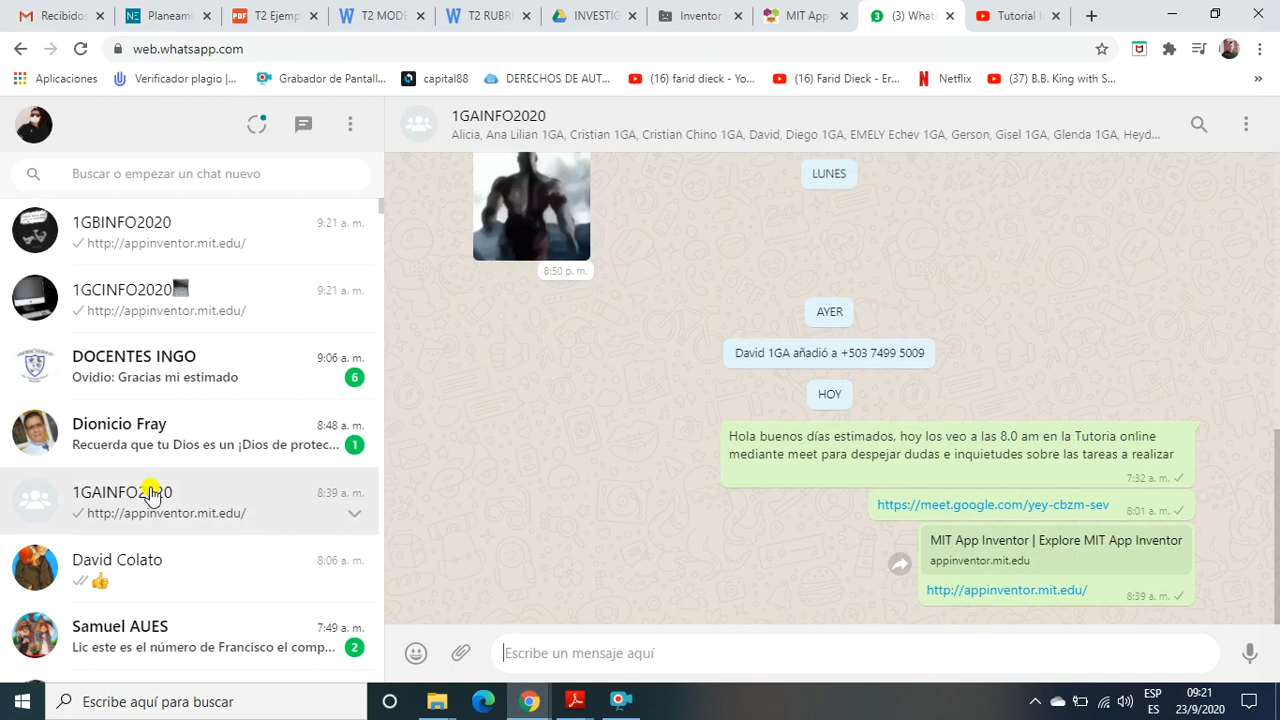 Recibidos
Planeami
T2 Ejemp
T2 MODE
T2 RUBRI
INVESTIG
Inventor
MIT App
(3) What
Tutorial I
web.whatsapp.com
Aplicaciones
Verificador plagio |...
Grabador de Pantall...
capital88
DERECHOS DE AUT...
(16) farid dieck - Yo...
(16) Farid Dieck - Er...
Netflix
(37) B.B. King with S...
»
1GAINFO2020
Alicia, Ana Lilian 1GA, Cristian 1GA, Cristian Chino 1GA, David, Diego 1GA, EMELY Echev 1GA, Gerson, Gisel 1GA, Glenda 1GA, Heyd...
Buscar o empezar un chat nuevo
1GBINFO2020
9:21 a. m.
http://appinventor.mit.edu/
1GCINFO2020
9:21 a. m.
http://appinventor.mit.edu/
DOCENTES INGO
9:06 a. m.
Ovidio: Gracias mi estimado
6
Dionicio Fray
8:48 a. m.
Recuerda que tu Dios es un ¡Dios de protec...
1
1GAINFO2020
8:39 a. m.
http://appinventor.mit.edu/
David Colato
8:06 a. m.
👍
Samuel AUES
7:49 a. m.
Lic este es el número de Francisco el comp...
2
LUNES
8:50 p. m.
AYER
David 1GA añadió a +503 7499 5009
HOY
Hola buenos días estimados, hoy los veo a las 8.0 am en la Tutoria online
mediante meet para despejar dudas e inquietudes sobre las tareas a realizar
7:32 a. m.
https://meet.google.com/yey-cbzm-sev
8:01 a. m.
MIT App Inventor | Explore MIT App Inventor
appinventor.mit.edu
http://appinventor.mit.edu/
8:39 a. m.
Escribe un mensaje aquí
Escribe aquí para buscar
ESP
ES
09:21
23/9/2020